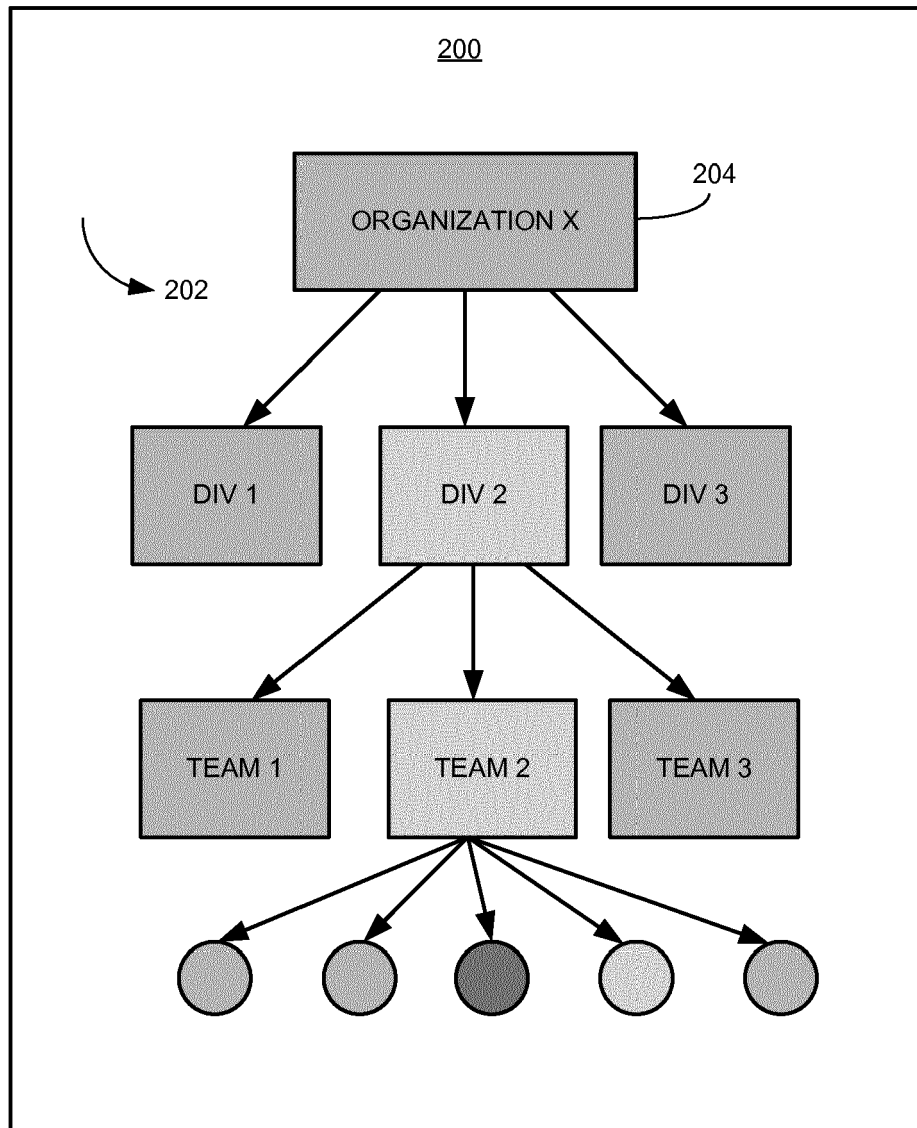 200
ORGANIZATION X
204
202
DIV 1
DIV 2
DIV 3
TEAM 1
TEAM 2
TEAM 3